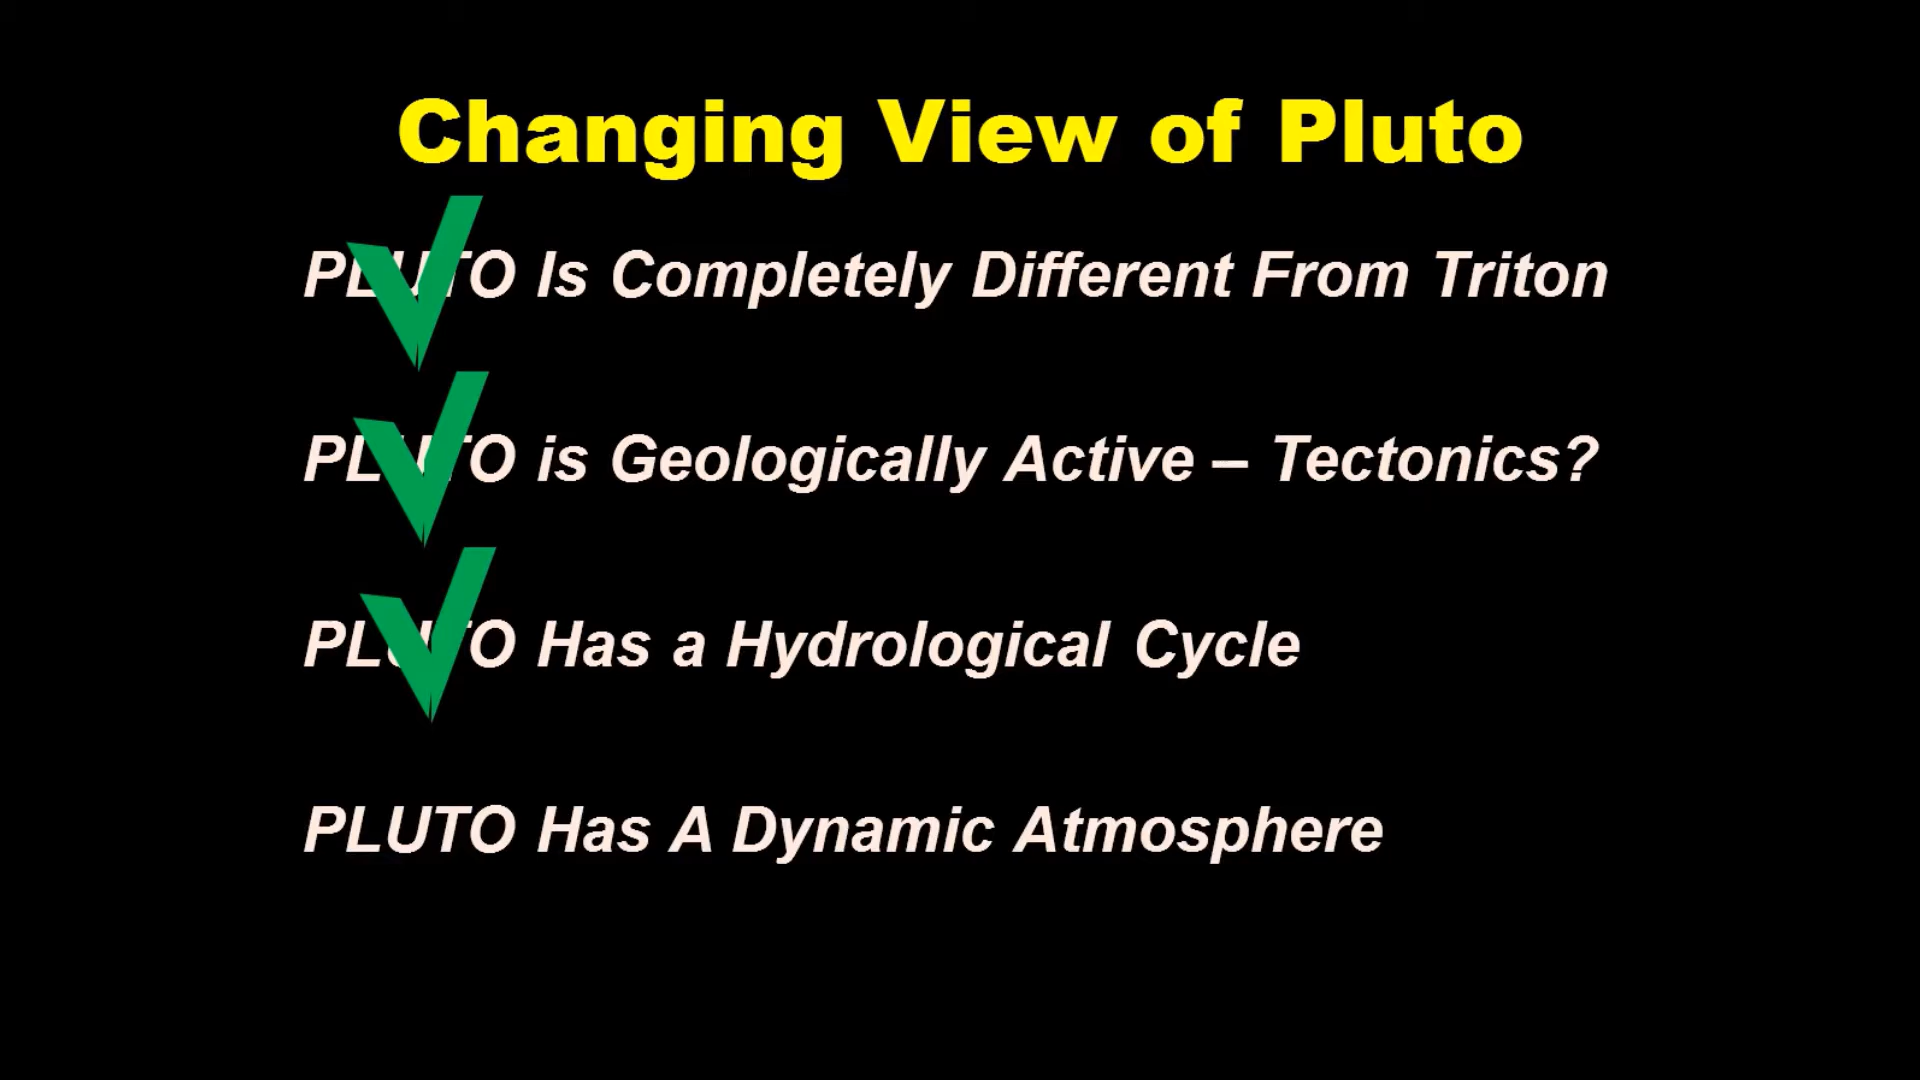 Changing View of Pluto
PLUTO Is Completely Different From Triton
PLUTO is Geologically Active – Tectonics?
PLUTO Has a Hydrological Cycle
PLUTO Has A Dynamic Atmosphere